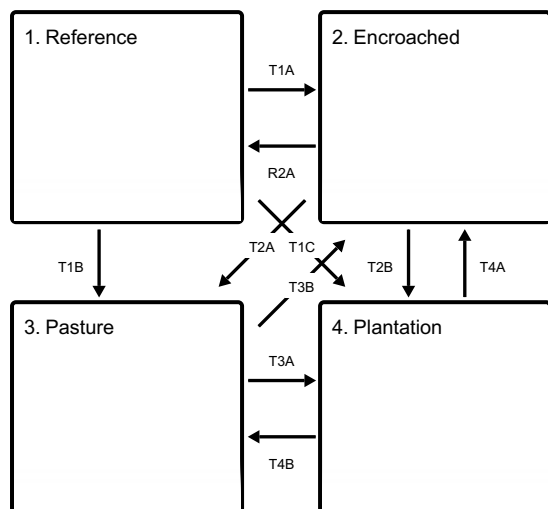 1. Reference
2. Encroached
T1A
R2A
T1B
T2A
T1C
T3B
T2B
T4A
3. Pasture
4. Plantation
T3A
T4B